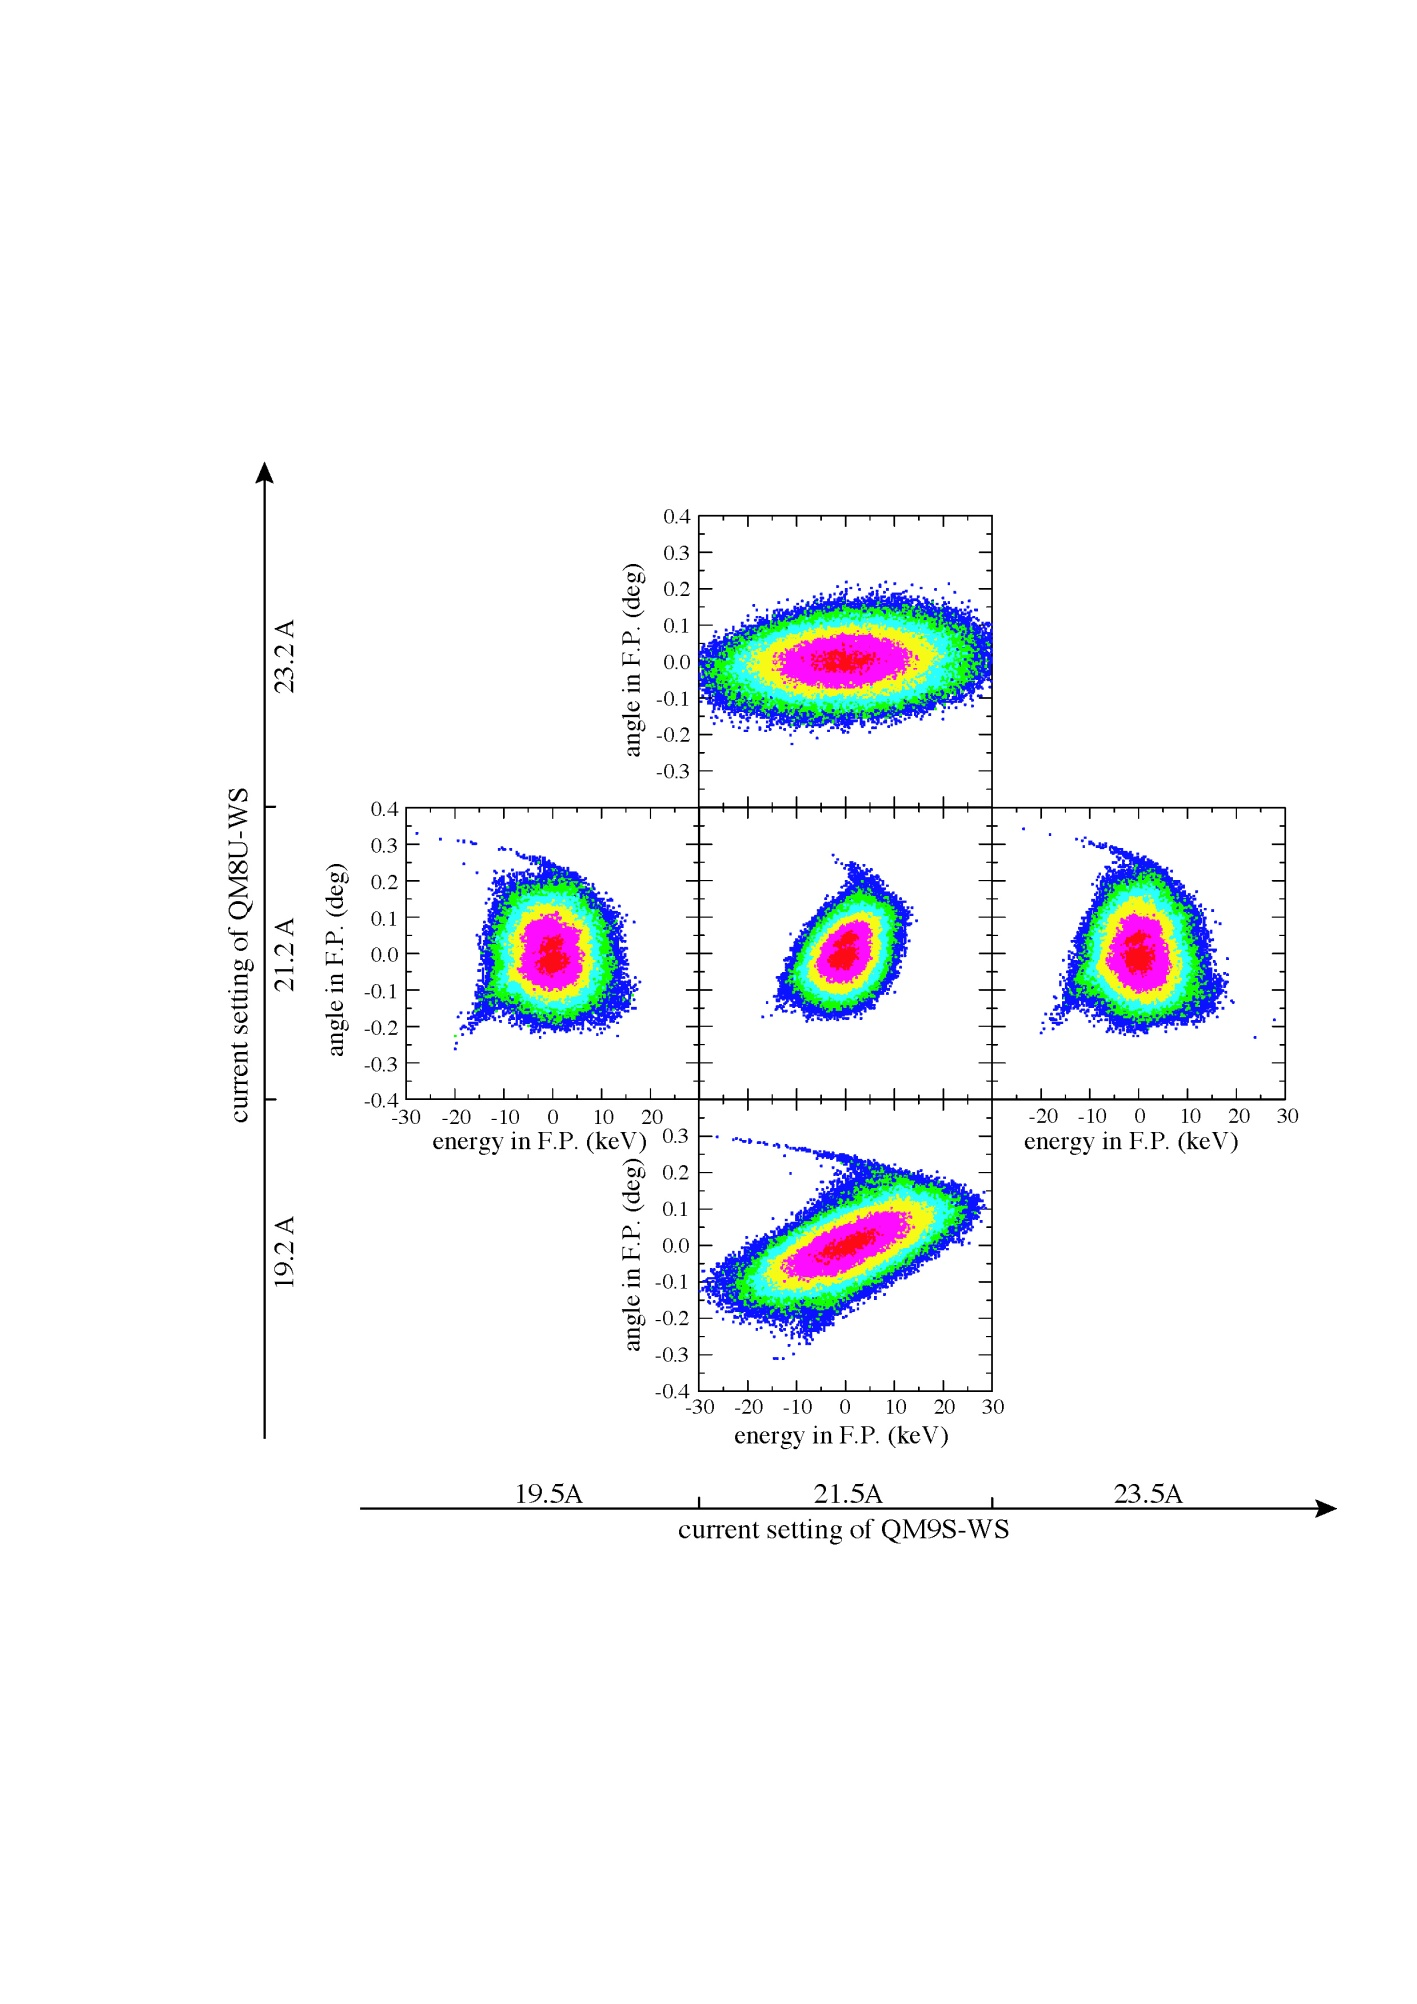 0.4
0.3
0.2
0.1
0.0
-0.1
-0.2
-0.3
angle in F.P. (deg)
23.2 A
current setting of QM8U-WS
21.2 A
19.2 A
0.4
0.3
0.2
0.1
0.0
-0.1
-0.2
-0.3
-0.4
angle in F.P. (deg)
-30 -20 -10 0 10 20
energy in F.P. (keV)
-20 -10 0 10 20 30
energy in F.P. (keV)
0.3
0.2
0.1
0.0
-0.1
-0.2
-0.3
-0.4
angle in F.P. (deg)
-30 -20 -10 0 10 20 30
energy in F.P. (keV)
19.5A 21.5A 23.5A
current setting of QM9S-WS